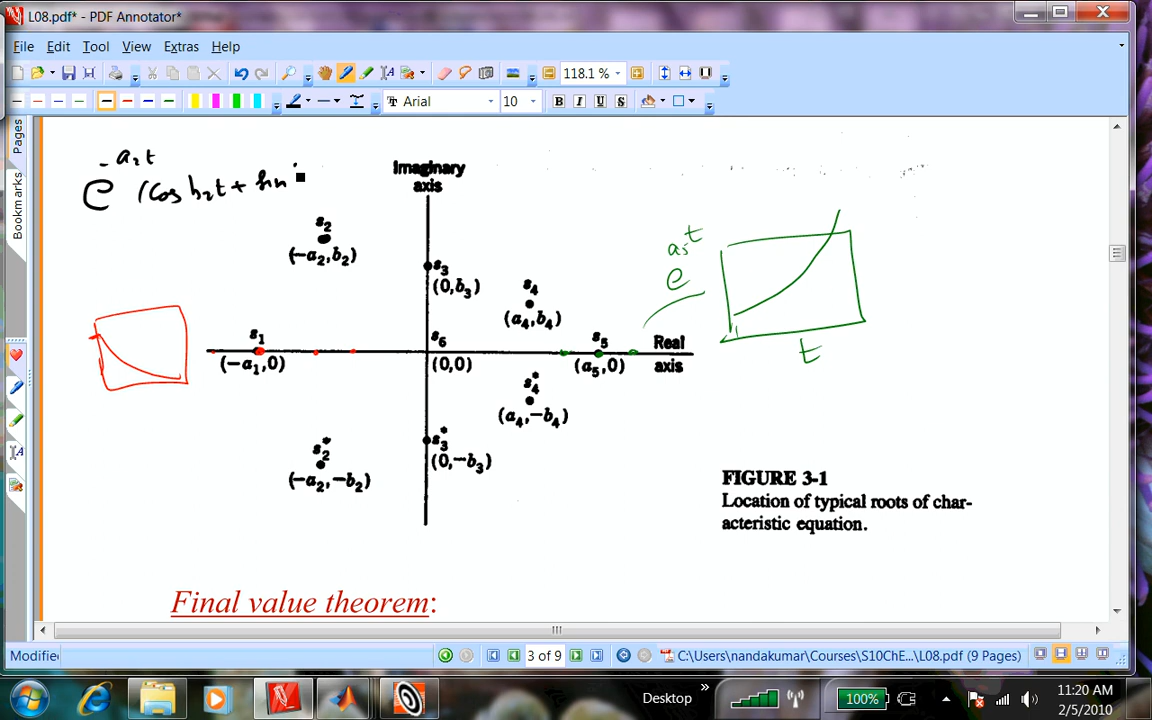 L08.pdf* - PDF Annotator*
File Edit Tool View Extras Help
118.1 %
Arial 10 B I U S
Pages
Bookmarks
-a₂t
e (Cos b₂t +
Imaginary
axis
s₂
(-a₂,b₂)
s₃
(0,b₃)
s₄
(a₄,b₄)
a₅t
e
t
s₁
(-a₁,0)
s₆
(0,0)
s₅
(a₅,0)
Real
axis
s₄*
(a₄,-b₄)
s₃*
(0,-b₃)
s₂*
(-a₂,-b₂)
FIGURE 3-1
Location of typical roots of char-
acteristic equation.
Final value theorem:
Modifie 3 of 9 C:\Users\nandakumar\Courses\S10ChE...\L08.pdf (9 Pages)
Desktop » 100% 11:20 AM
2/5/2010